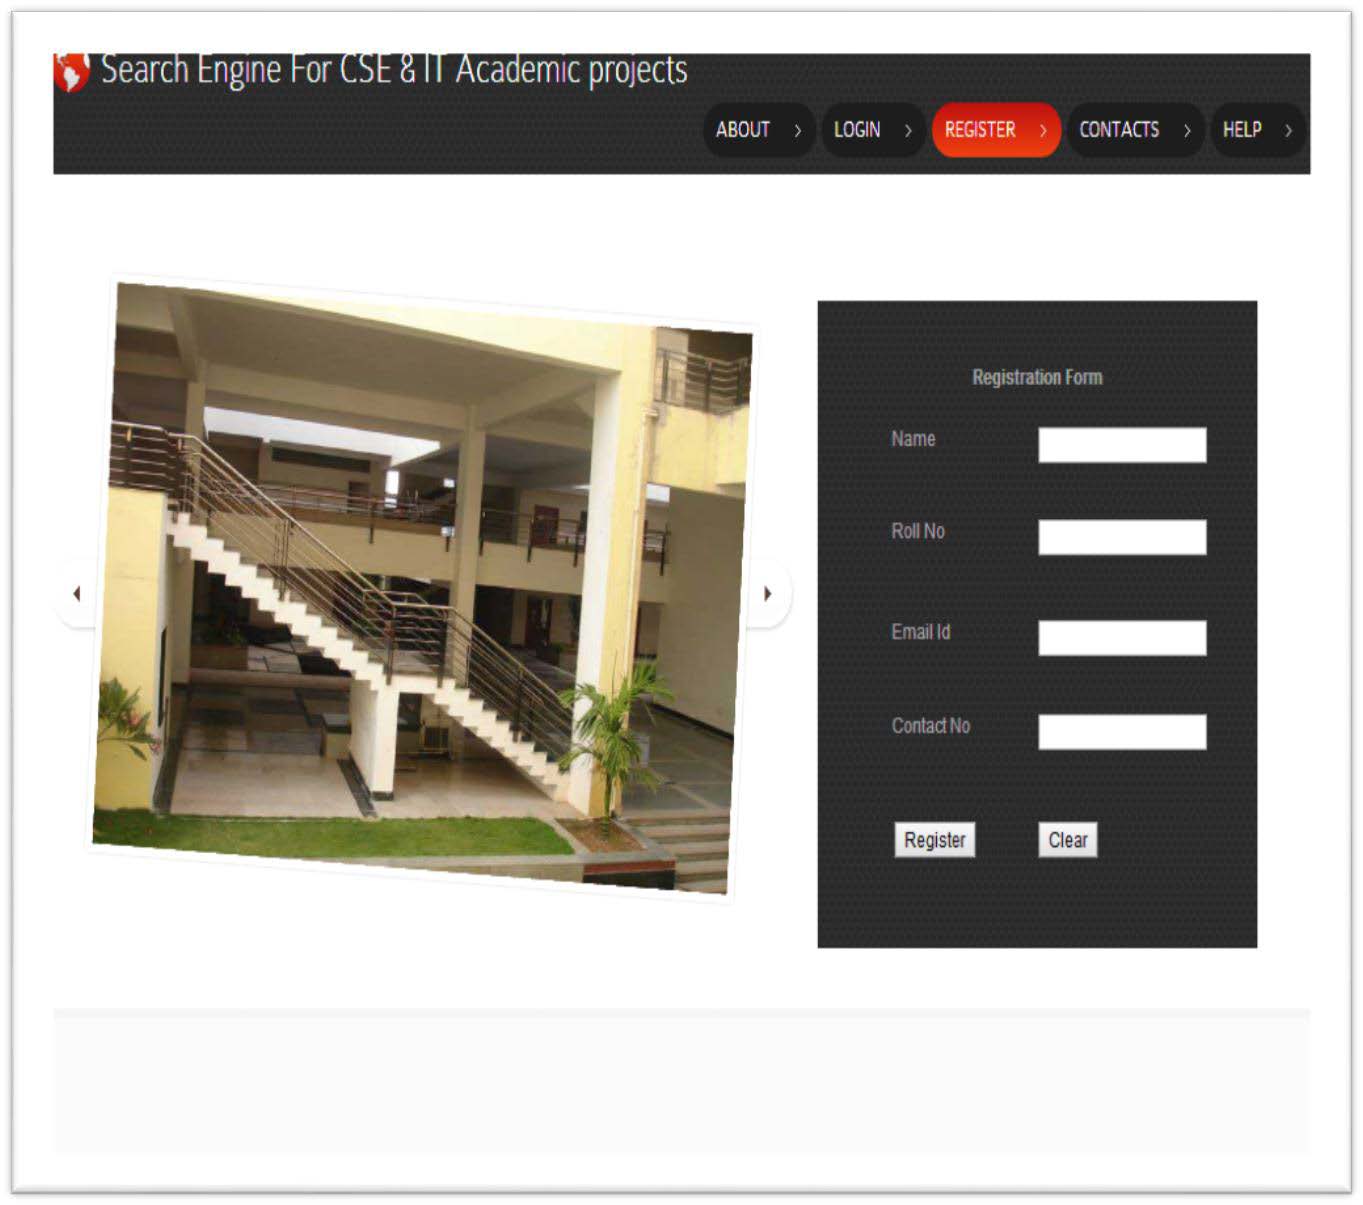 Search Engine For CSE & IT Academic projects
ABOUT LOGIN REGISTER CONTACTS HELP
Registration Form
Name
Roll No
Email Id
Contact No
Register Clear